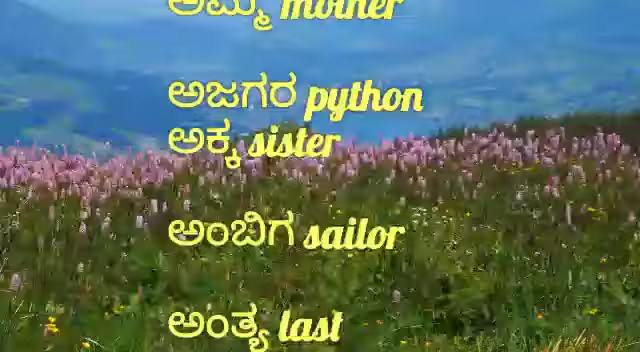 ಅಮ್ಮ mother
ಅಜಗರ python
ಅಕ್ಕ sister
ಅಂಬಿಗ sailor
ಅಂತ್ಯ last